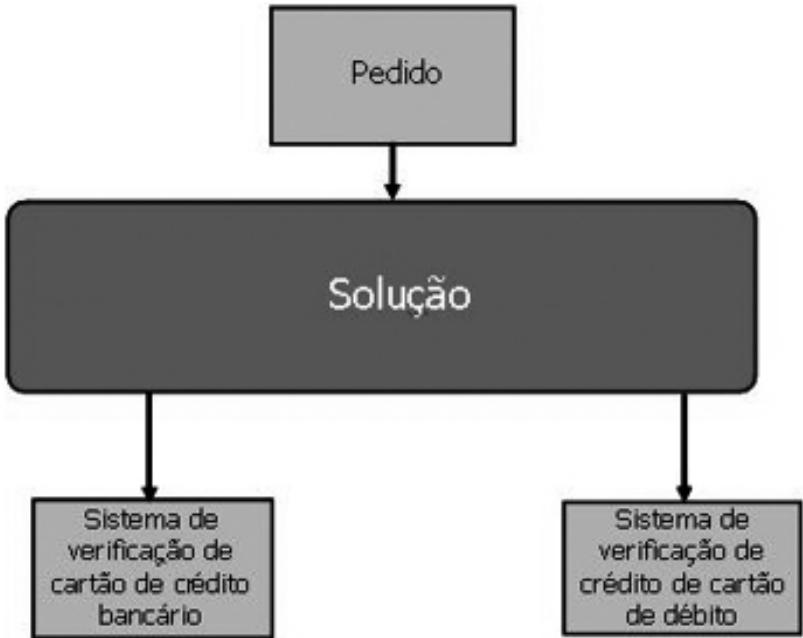 Pedido
Solução
Sistema de
verificação de
cartão de crédito
bancário
Sistema de
verificação de
crédito de cartão
de débito